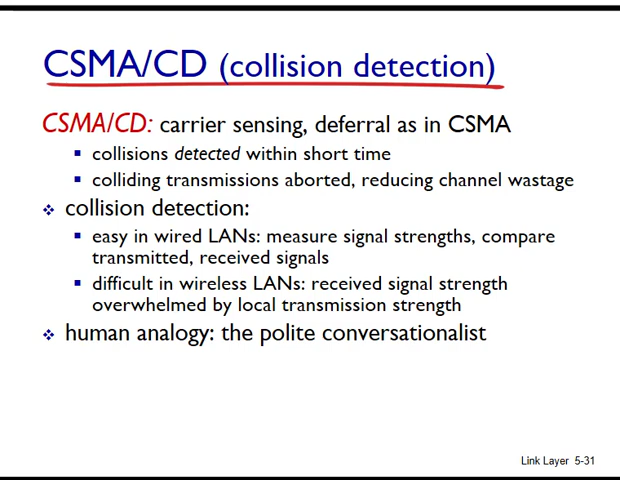 CSMA/CD (collision detection)
CSMA/CD: carrier sensing, deferral as in CSMA
▪ collisions detected within short time
▪ colliding transmissions aborted, reducing channel wastage
❖ collision detection:
▪ easy in wired LANs: measure signal strengths, compare
transmitted, received signals
▪ difficult in wireless LANs: received signal strength
overwhelmed by local transmission strength
❖ human analogy: the polite conversationalist
Link Layer 5-31